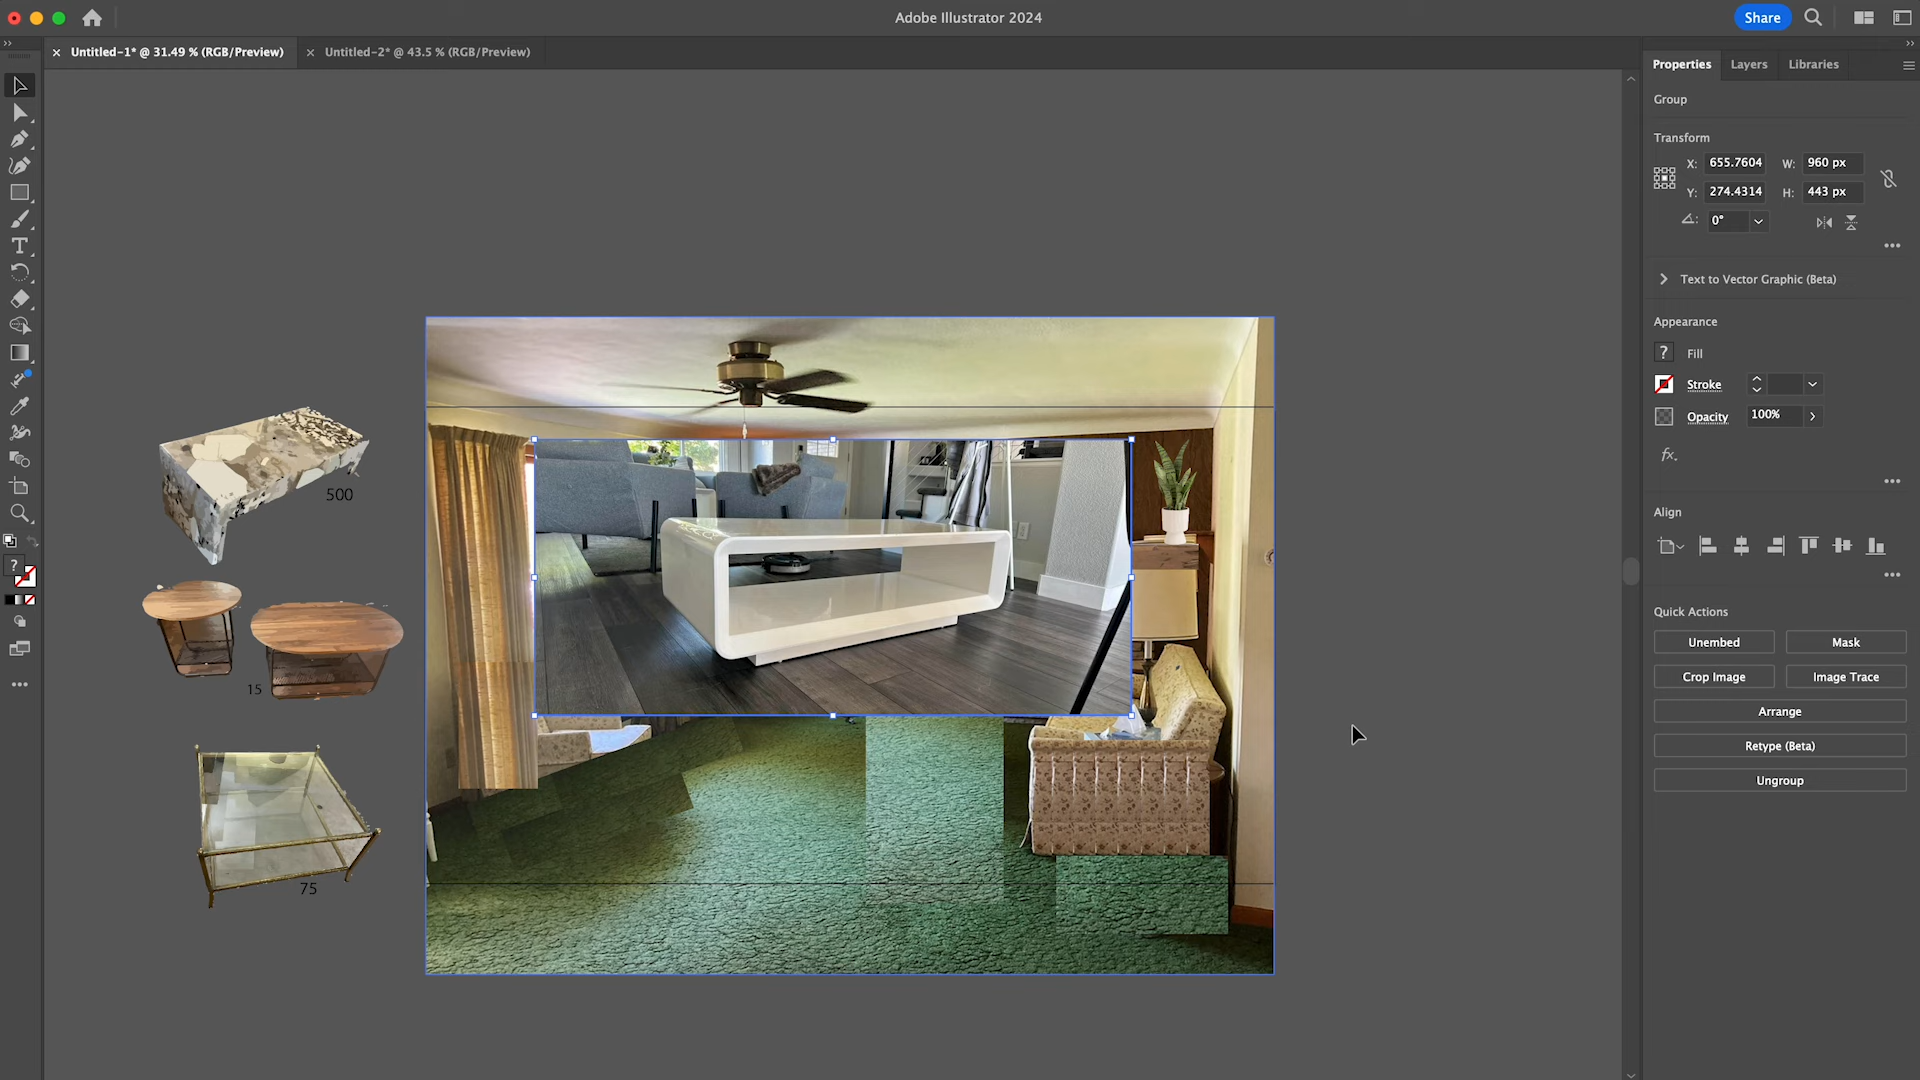 Adobe Illustrator 2024
Share
Untitled-1* @ 31.49 % (RGB/Preview)
Untitled-2* @ 43.5 % (RGB/Preview)
Properties
Layers
Libraries
Group
Transform
X: 655.7604
W: 960 px
Y: 274.4314
H: 443 px
0°
Text to Vector Graphic (Beta)
Appearance
? Fill
Stroke
Opacity
100%
fx.
Align
Quick Actions
Unembed
Mask
Crop Image
Image Trace
Arrange
Retype (Beta)
Ungroup
T
?
500
15
75